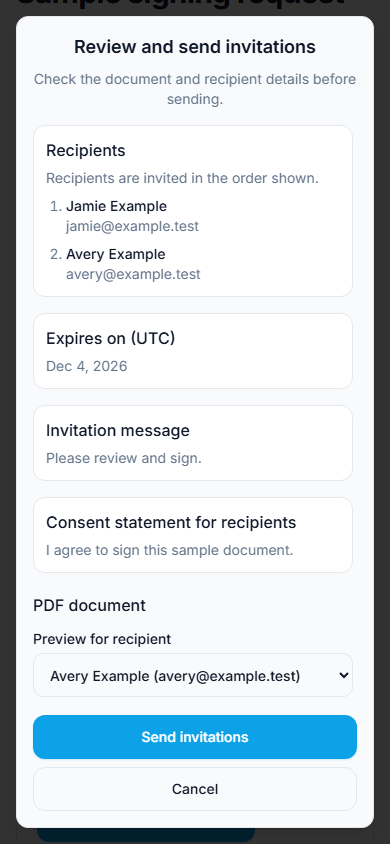 Sample signing request
Review and send invitations
Check the document and recipient details before
sending.
Recipients
Recipients are invited in the order shown.
1. Jamie Example
jamie@example.test
2. Avery Example
avery@example.test
Expires on (UTC)
Dec 4, 2026
Invitation message
Please review and sign.
Consent statement for recipients
I agree to sign this sample document.
PDF document
Preview for recipient
Avery Example (avery@example.test)
Send invitations
Cancel